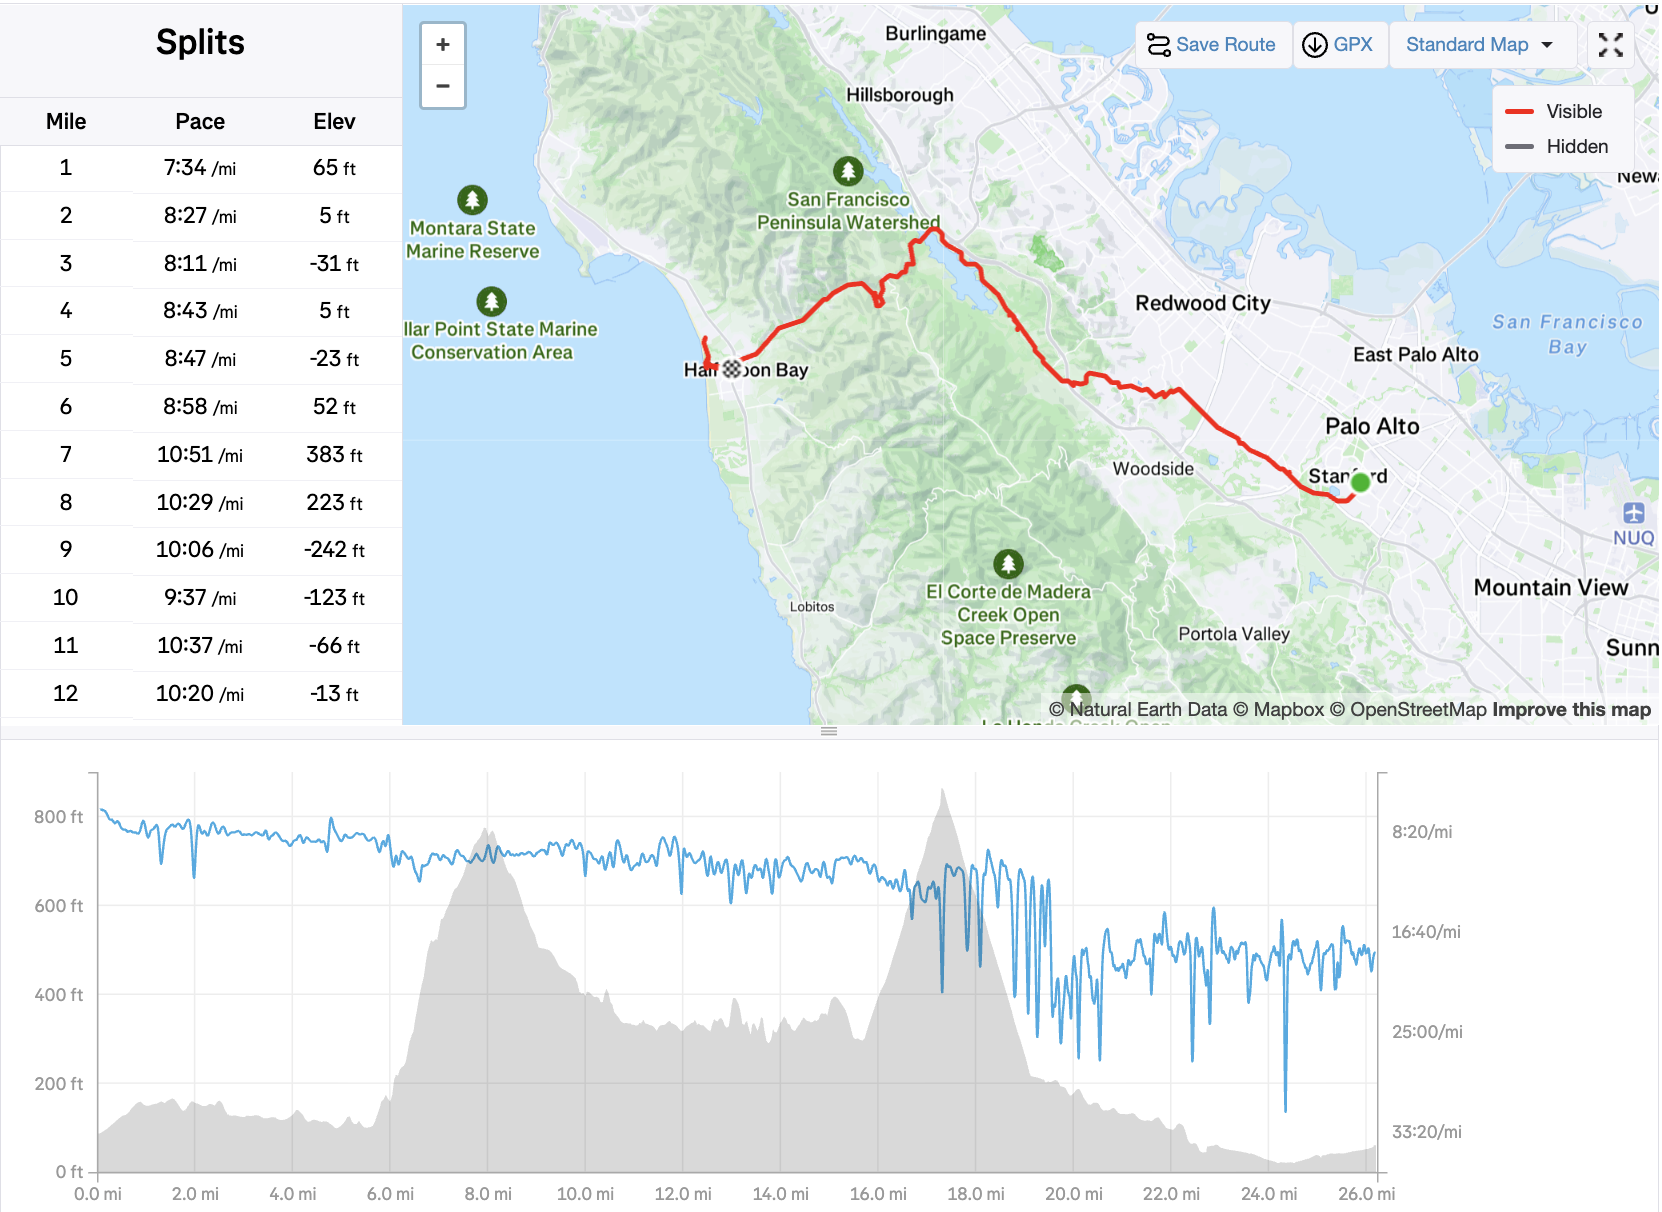 Splits
Mile Pace Elev
1 7:34 /mi 65 ft
2 8:27 /mi 5 ft
3 8:11 /mi -31 ft
4 8:43 /mi 5 ft
5 8:47 /mi -23 ft
6 8:58 /mi 52 ft
7 10:51 /mi 383 ft
8 10:29 /mi 223 ft
9 10:06 /mi -242 ft
10 9:37 /mi -123 ft
11 10:37 /mi -66 ft
12 10:20 /mi -13 ft
+
−
Save Route
GPX
Standard Map
Visible
Hidden
Burlingame
Hillsborough
San Francisco
Peninsula Watershed
Montara State
Marine Reserve
llar Point State Marine
Conservation Area
Half Moon Bay
Redwood City
East Palo Alto
San Francisco
Bay
Palo Alto
Stanford
Woodside
NUQ
Mountain View
Sunn
Portola Valley
El Corte de Madera
Creek Open
Space Preserve
Lobitos
Newa
© Natural Earth Data © Mapbox © OpenStreetMap Improve this map
800 ft
600 ft
400 ft
200 ft
0 ft
8:20/mi
16:40/mi
25:00/mi
33:20/mi
0.0 mi 2.0 mi 4.0 mi 6.0 mi 8.0 mi 10.0 mi 12.0 mi 14.0 mi 16.0 mi 18.0 mi 20.0 mi 22.0 mi 24.0 mi 26.0 mi